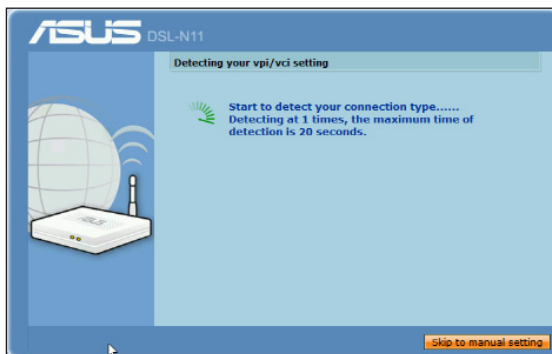 ASUS DSL-N11
Detecting your vpi/vci setting
Start to detect your connection type......
Detecting at 1 times, the maximum time of
detection is 20 seconds.
ASUS
Skip to manual setting